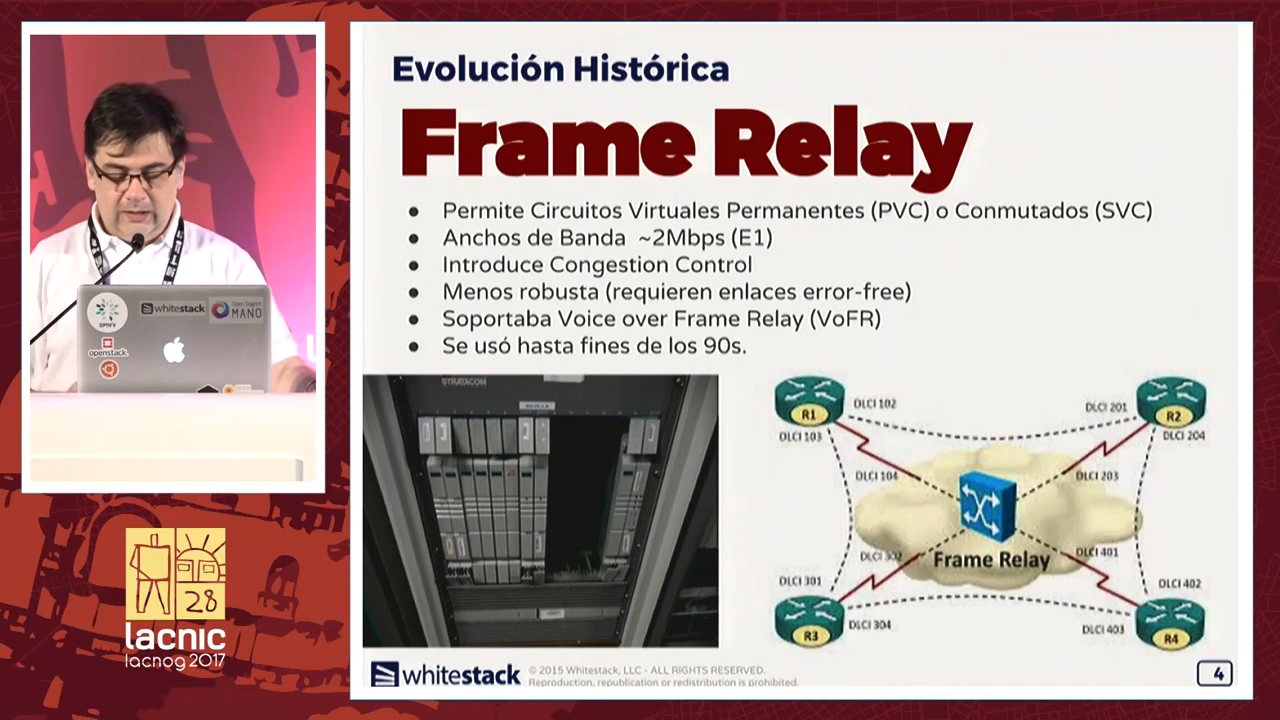 Evolución Histórica
Frame Relay
● Permite Circuitos Virtuales Permanentes (PVC) o Conmutados (SVC)
● Anchos de Banda ~2Mbps (E1)
● Introduce Congestion Control
● Menos robusta (requieren enlaces error-free)
● Soportaba Voice over Frame Relay (VoFR)
● Se usó hasta fines de los 90s.
STRATACOM
R1
DLCI 102
DLCI 103
DLCI 104
DLCI 201
R2
DLCI 204
DLCI 203
Frame Relay
DLCI 302
DLCI 401
DLCI 301
R3
DLCI 304
DLCI 402
DLCI 403
R4
whitestack
© 2015 Whitestack, LLC - ALL RIGHTS RESERVED.
Reproduction, republication or redistribution is prohibited.
4
OPNFV
whitestack
Open Source
MANO
openstack
28
lacnic
lacnog 2017